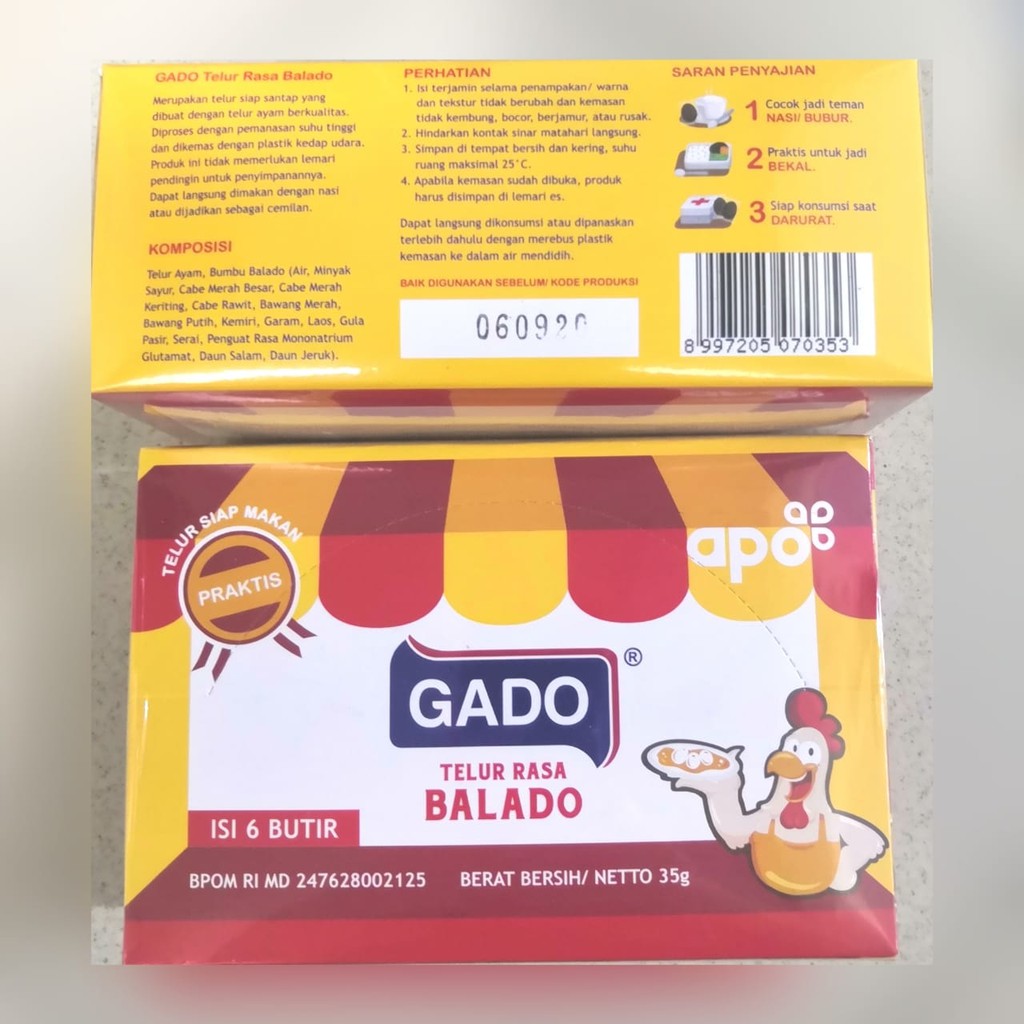 GADO Telur Rasa Balado
Merupakan telur siap santap yang
dibuat dengan telur ayam berkualitas.
Diproses dengan pemanasan suhu tinggi
dan dikemas dengan plastik kedap udara.
Produk ini tidak memerlukan lemari
pendingin untuk penyimpanannya.
Dapat langsung dimakan dengan nasi
atau dijadikan sebagai cemilan.
KOMPOSISI
Telur Ayam, Bumbu Balado (Air, Minyak
Sayur, Cabe Merah Besar, Cabe Merah
Keriting, Cabe Rawit, Bawang Merah,
Bawang Putih, Kemiri, Garam, Laos, Gula
Pasir, Serai, Penguat Rasa Mononatrium
Glutamat, Daun Salam, Daun Jeruk).
PERHATIAN
1. Isi terjamin selama penampakan/ warna
dan tekstur tidak berubah dan kemasan
tidak kembung, bocor, berjamur, atau rusak.
2. Hindarkan kontak sinar matahari langsung.
3. Simpan di tempat bersih dan kering, suhu
ruang maksimal 25°C.
4. Apabila kemasan sudah dibuka, produk
harus disimpan di lemari es.
Dapat langsung dikonsumsi atau dipanaskan
terlebih dahulu dengan merebus plastik
kemasan ke dalam air mendidih.
BAIK DIGUNAKAN SEBELUM/ KODE PRODUKSI
060920
SARAN PENYAJIAN
1 Cocok jadi teman
NASI/ BUBUR.
2 Praktis untuk jadi
BEKAL.
3 Siap konsumsi saat
DARURAT.
8 997205 070353
TELUR SIAP MAKAN
PRAKTIS
apo
GADO ®
TELUR RASA
BALADO
ISI 6 BUTIR
BPOM RI MD 247628002125 BERAT BERSIH/ NETTO 35g